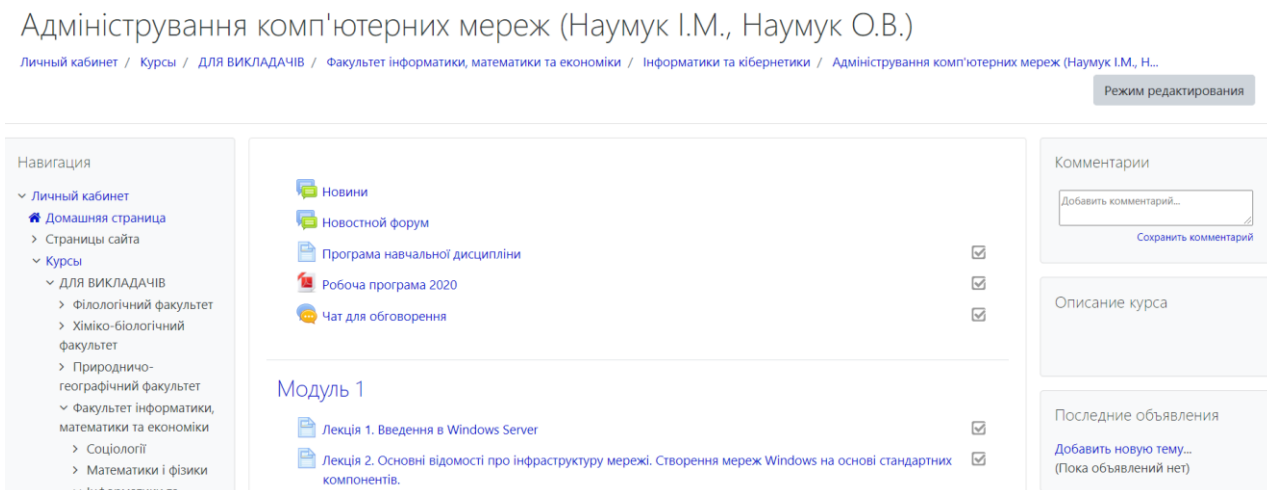 Адміністрування комп'ютерних мереж (Наумук І.М., Наумук О.В.)
Личный кабинет / Курсы / ДЛЯ ВИКЛАДАЧІВ / Факультет інформатики, математики та економіки / Інформатики та кібернетики / Адміністрування комп'ютерних мереж (Наумук І.М., Н...
Режим редактирования
Навигация
Личный кабинет
Домашняя страница
Страницы сайта
Курсы
ДЛЯ ВИКЛАДАЧІВ
Філологічний факультет
Хіміко-біологічний
факультет
Природничо-
географічний факультет
Факультет інформатики,
математики та економіки
Соціології
Математики і фізики
Новини
Новостной форум
Програма навчальної дисципліни
Робоча програма 2020
Чат для обговорення
Модуль 1
Лекція 1. Введення в Windows Server
Лекція 2. Основні відомості про інфраструктуру мережі. Створення мереж Windows на основі стандартних
компонентів.
Комментарии
Добавить комментарий...
Сохранить комментарий
Описание курса
Последние объявления
Добавить новую тему...
(Пока объявлений нет)